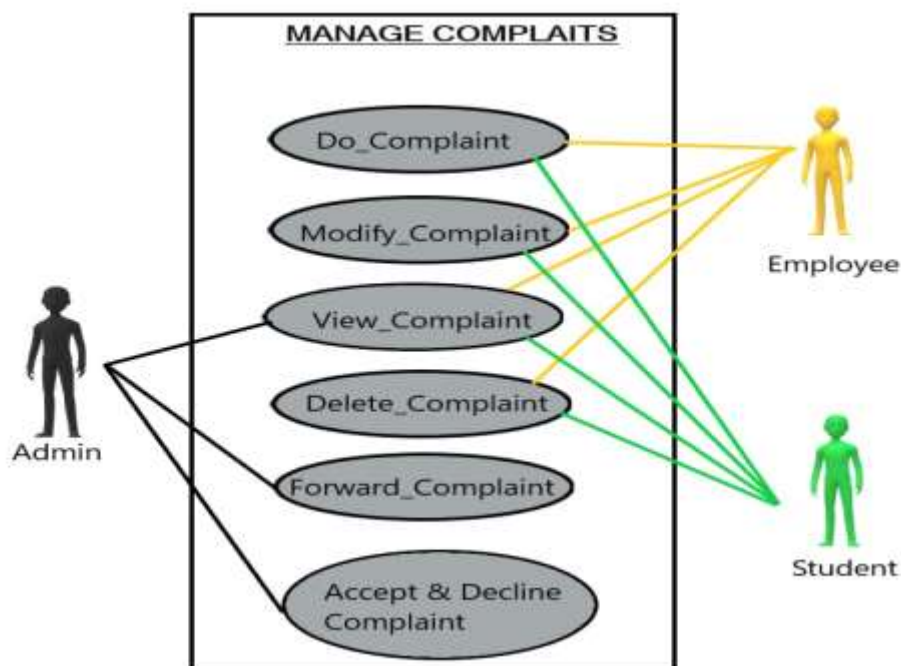 MANAGE COMPLAITS
Do_Complaint
Modify_Complaint
Employee
View_Complaint
Delete_Complaint
Admin
Forward_Complaint
Student
Accept & Decline
Complaint